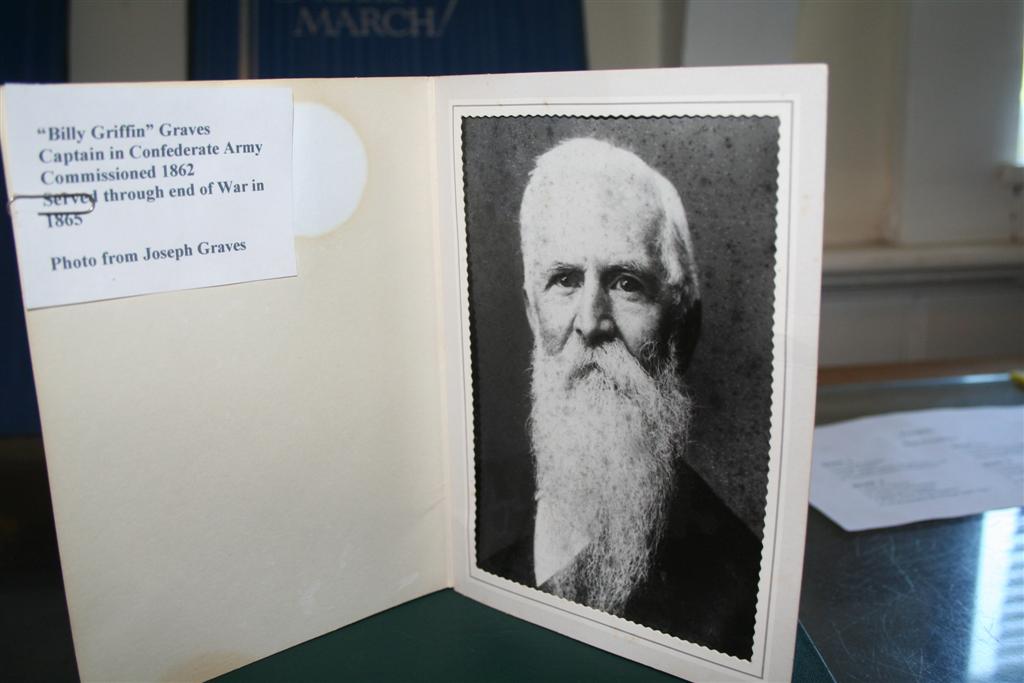 MARCH!
"Billy Griffin" Graves
Captain in Confederate Army
Commissioned 1862
Served through end of War in
1865
Photo from Joseph Graves